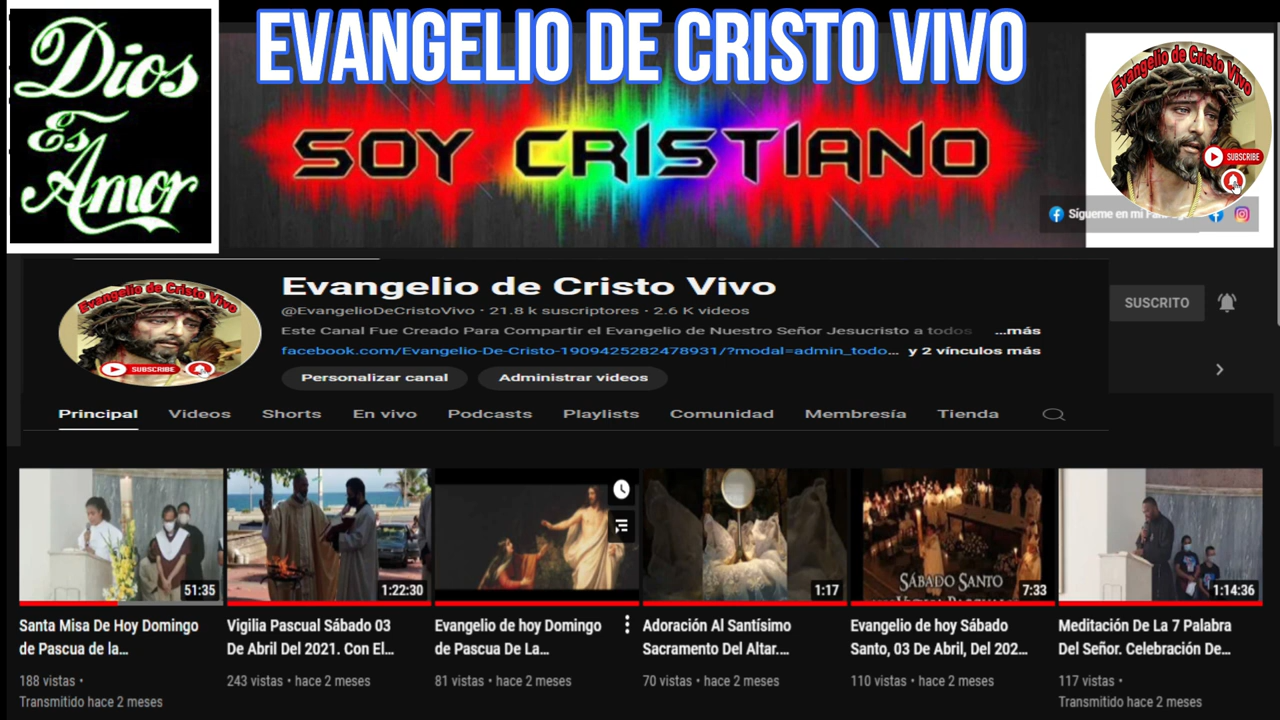 Dios
Es
Amor
EVANGELIO DE CRISTO VIVO
SOY CRISTIANO
Evangelio de Cristo Vivo
SUBSCRIBE
Sígueme en mi
Evangelio de Cristo Vivo
SUBSCRIBE
Evangelio de Cristo Vivo
@EvangelioDeCristoVivo · 21.8 k suscriptores · 2.6 K videos
Este Canal Fue Creado Para Compartir el Evangelio de Nuestro Señor Jesucristo a todos ...más
facebook.com/Evangelio-De-Cristo-1909425282478931/?modal=admin_todo... y 2 vínculos más
Personalizar canal Administrar videos
SUSCRITO
Principal Videos Shorts En vivo Podcasts Playlists Comunidad Membresía Tienda
51:35
1:22:30
1:17
SÁBADO SANTO
7:33
1:14:36
Santa Misa De Hoy Domingo
de Pascua de la...
188 vistas •
Transmitido hace 2 meses
Vigilia Pascual Sábado 03
De Abril Del 2021. Con El...
243 vistas • hace 2 meses
Evangelio de hoy Domingo
de Pascua De La...
81 vistas • hace 2 meses
Adoración Al Santísimo
Sacramento Del Altar....
70 vistas • hace 2 meses
Evangelio de hoy Sábado
Santo, 03 De Abril, Del 202...
110 vistas • hace 2 meses
Meditación De La 7 Palabra
Del Señor. Celebración De...
117 vistas •
Transmitido hace 2 meses